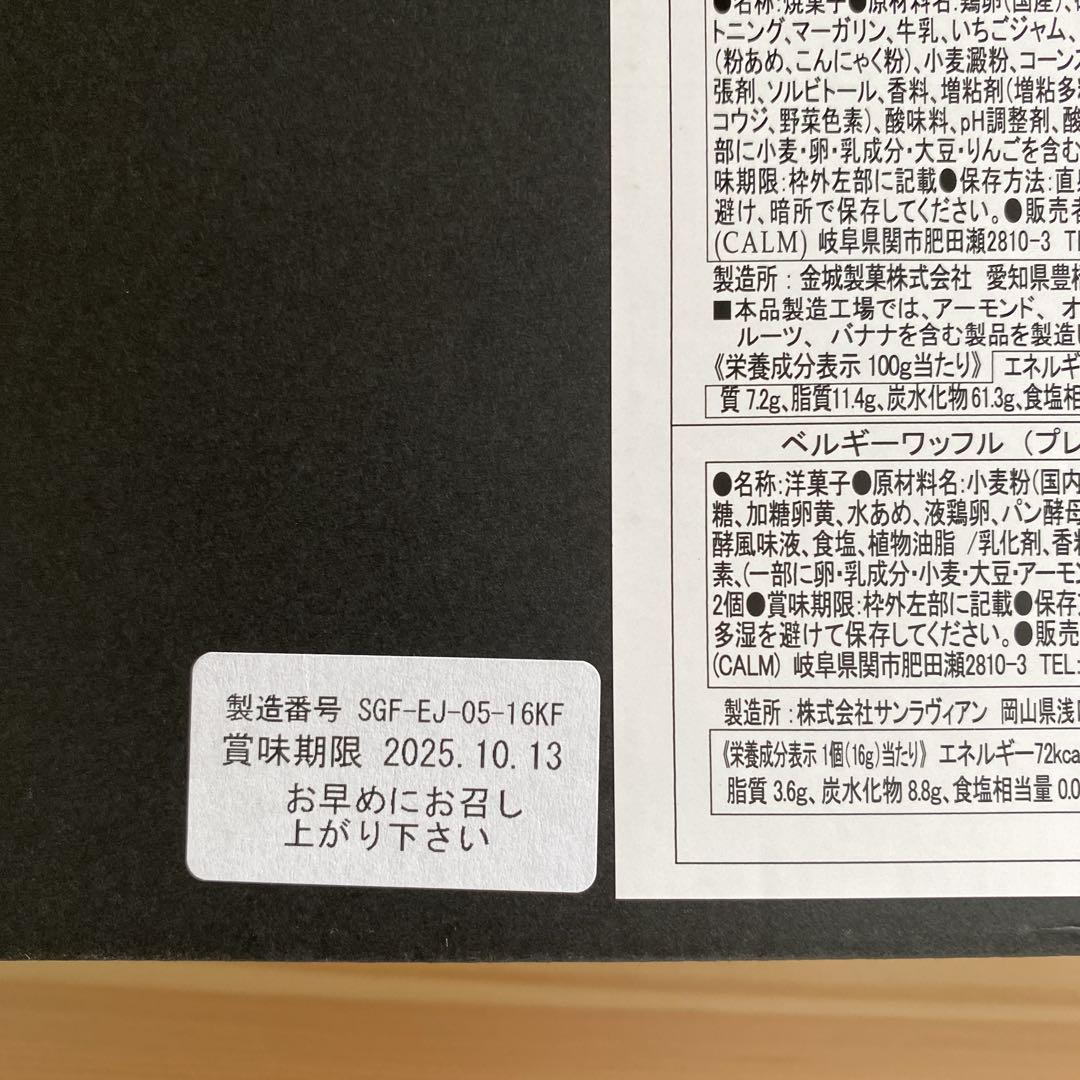 ●名称:焼菓子●原材料名:鶏卵(国産)、
トニング、マーガリン、牛乳、いちごジャム、
(粉あめ、こんにゃく粉)、小麦澱粉、コーンス
張剤、ソルビトール、香料、増粘剤(増粘多
コウジ、野菜色素)、酸味料、pH調整剤、酸
部に小麦・卵・乳成分・大豆・りんごを含む
味期限:枠外左部に記載●保存方法:直射
避け、暗所で保存してください。●販売者
(CALM) 岐阜県関市肥田瀬2810-3 TE
製造所:金城製菓株式会社 愛知県豊橋
■本品製造工場では、アーモンド、オ
ルーツ、バナナを含む製品を製造し
《栄養成分表示 100g当たり》 エネルギ
質 7.2g、脂質11.4g、炭水化物 61.3g、食塩相
ベルギーワッフル (プレ
●名称:洋菓子●原材料名:小麦粉(国内
糖、加糖卵黄、水あめ、液鶏卵、パン酵母
酵風味液、食塩、植物油脂 /乳化剤、香料
素、(一部に卵・乳成分・小麦・大豆・アーモン
2個●賞味期限:枠外左部に記載●保存
多湿を避けて保存してください。●販売
(CALM) 岐阜県関市肥田瀬2810-3 TEL:
製造所:株式会社サンラヴィアン 岡山県浅口
《栄養成分表示 1個(16g)当たり》 エネルギー72kca
脂質 3.6g、炭水化物 8.8g、食塩相当量 0.0
製造番号 SGF-EJ-05-16KF
賞味期限 2025.10.13
お早めにお召し
上がり下さい